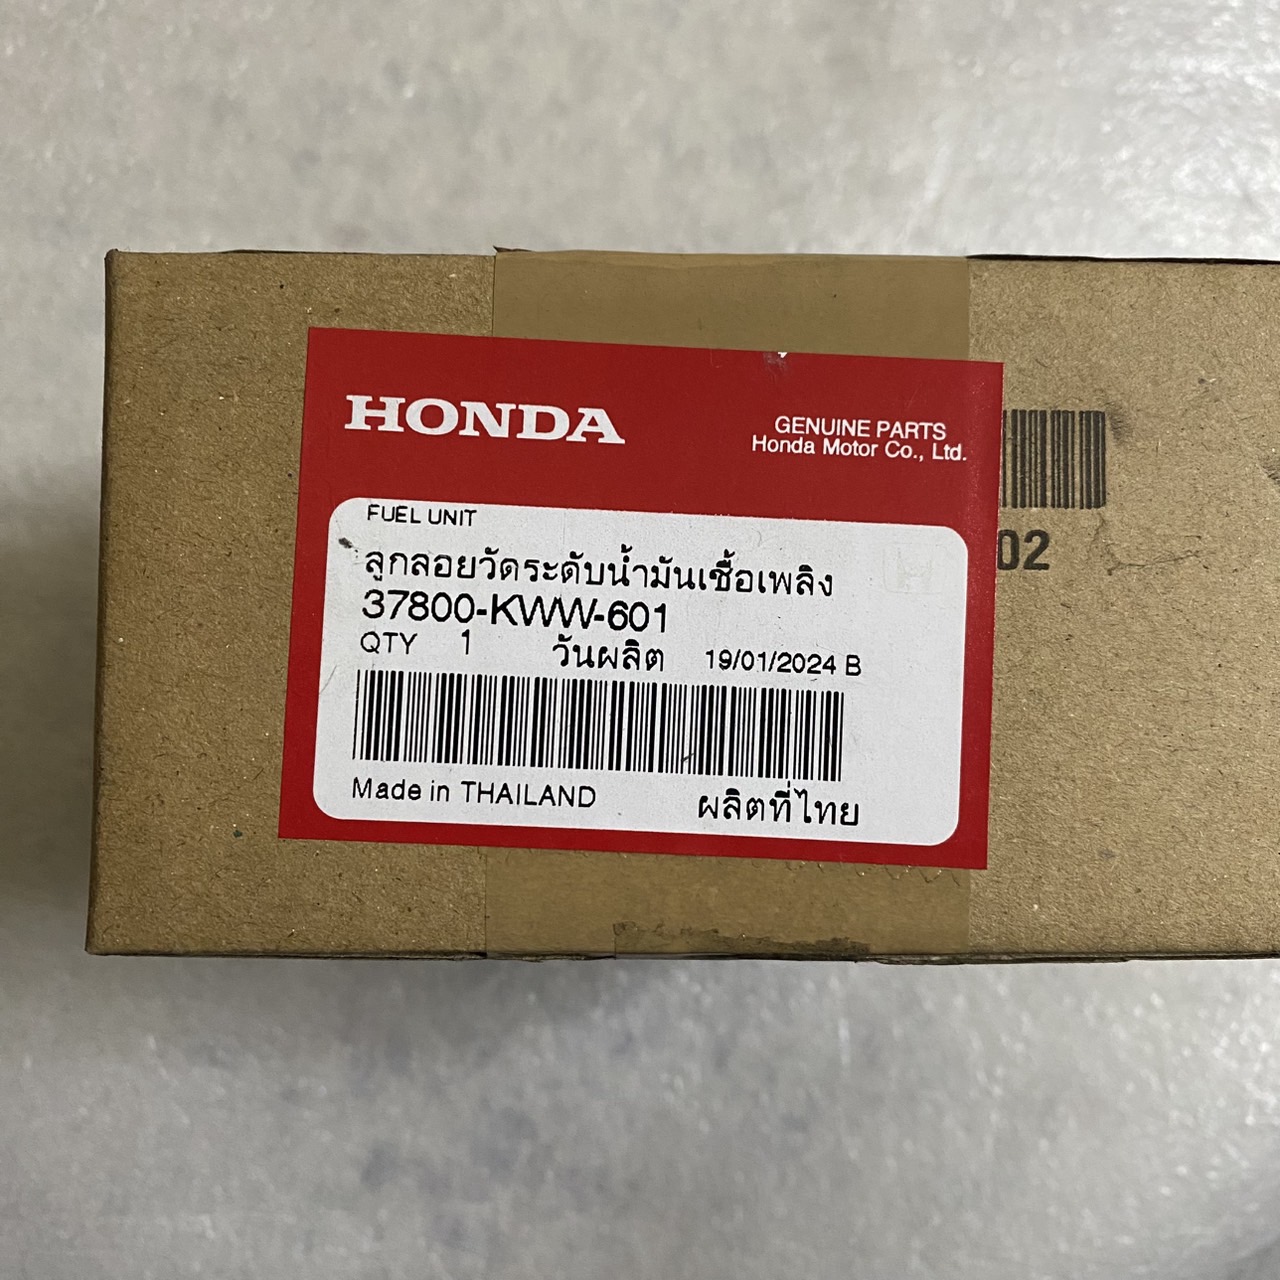 HONDA
GENUINE PARTS
Honda Motor Co., Ltd.
FUEL UNIT
ลูกลอยวัดระดับน้ำมันเชื้อเพลิง
37800-KWW-601
QTY 1 วันผลิต 19/01/2024 B
Made in THAILAND ผลิตที่ไทย
02